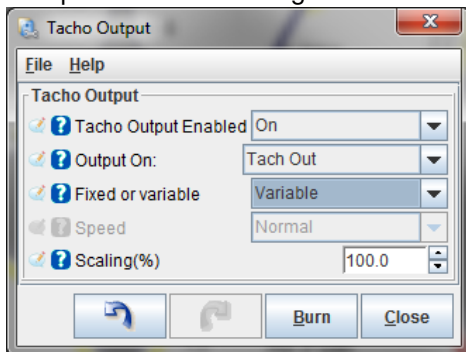 Tacho Output
File Help
Tacho Output
Tacho Output Enabled On
Output On: Tach Out
Fixed or variable Variable
Speed Normal
Scaling(%) 100.0
Burn Close